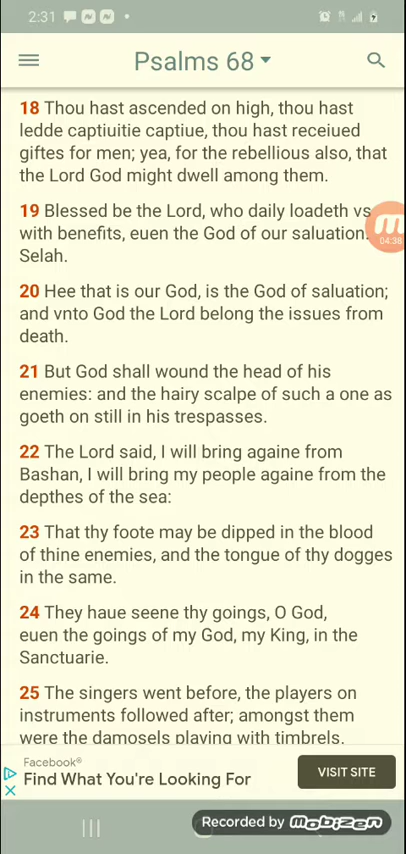 2:31
Psalms 68
18 Thou hast ascended on high, thou hast
ledde captiuitie captiue, thou hast receiued
giftes for men; yea, for the rebellious also, that
the Lord God might dwell among them.
19 Blessed be the Lord, who daily loadeth vs
with benefits, euen the God of our saluation.
Selah.
04:38
20 Hee that is our God, is the God of saluation;
and vnto God the Lord belong the issues from
death.
21 But God shall wound the head of his
enemies: and the hairy scalpe of such a one as
goeth on still in his trespasses.
22 The Lord said, I will bring againe from
Bashan, I will bring my people againe from the
depthes of the sea:
23 That thy foote may be dipped in the blood
of thine enemies, and the tongue of thy dogges
in the same.
24 They haue seene thy goings, O God,
euen the goings of my God, my King, in the
Sanctuarie.
25 The singers went before, the players on
instruments followed after; amongst them
were the damosels playing with timbrels.
Facebook®
Find What You're Looking For
VISIT SITE
Recorded by mobizen